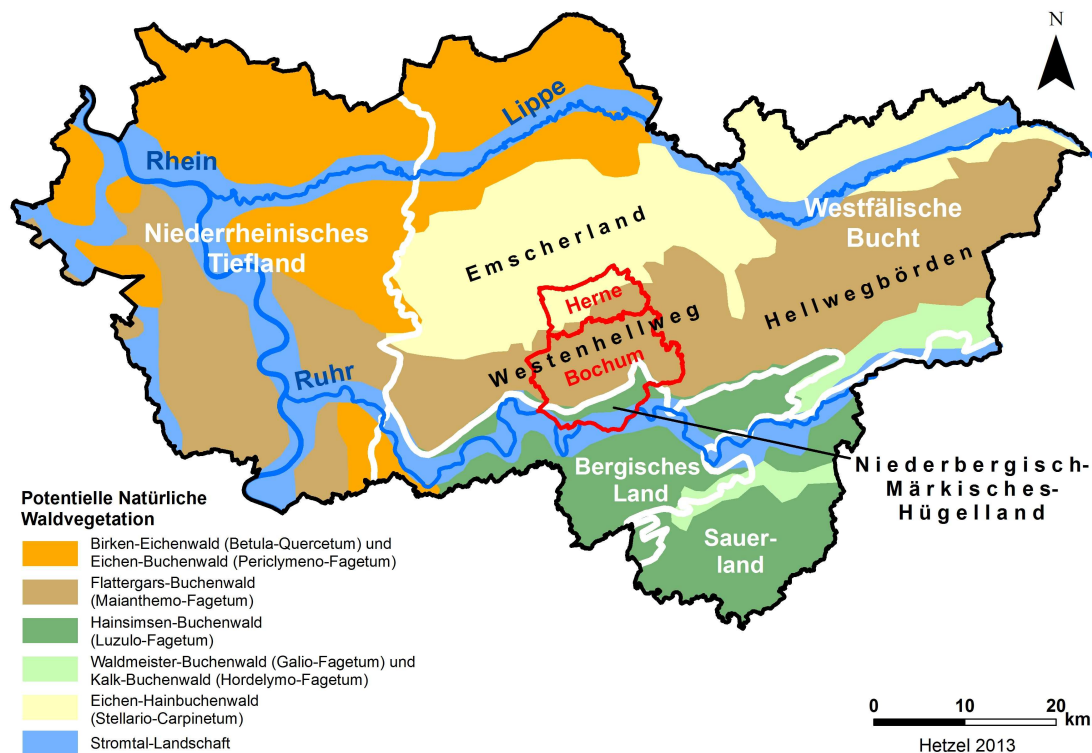 N
Lippe
Rhein
Niederrheinisches
Tiefland
Emscherland
Westfälische
Bucht
Herne
Westenhellweg
Hellwegbörden
Bochum
Ruhr
Bergisches
Land
Niederbergisch-
Märkisches-
Hügelland
Sauer-
land
Potentielle Natürliche
Waldvegetation
Birken-Eichenwald (Betula-Quercetum) und
Eichen-Buchenwald (Periclymeno-Fagetum)
Flattergars-Buchenwald
(Maianthemo-Fagetum)
Hainsimsen-Buchenwald
(Luzulo-Fagetum)
Waldmeister-Buchenwald (Galio-Fagetum) und
Kalk-Buchenwald (Hordelymo-Fagetum)
Eichen-Hainbuchenwald
(Stellario-Carpinetum)
Stromtal-Landschaft
0 10 20
km
Hetzel 2013